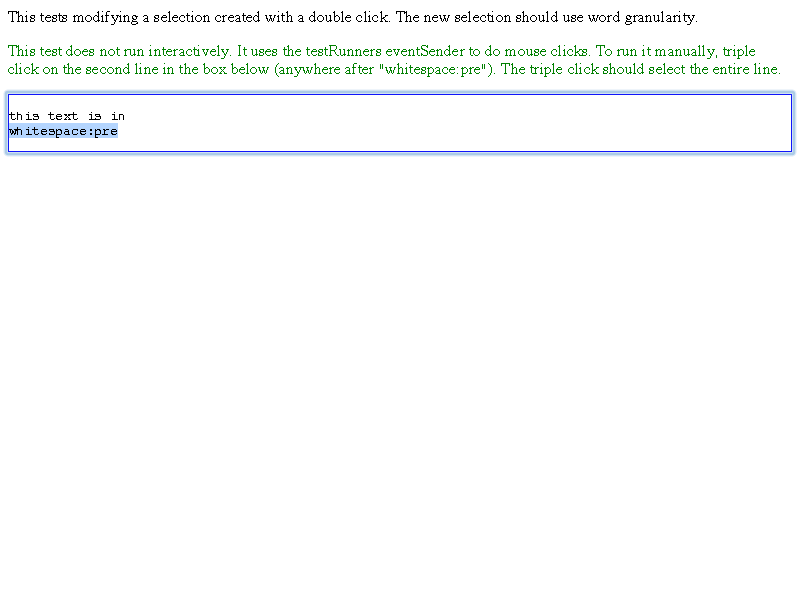 This tests modifying a selection created with a double click. The new selection should use word granularity.
This test does not run interactively. It uses the testRunners eventSender to do mouse clicks. To run it manually, triple
click on the second line in the box below (anywhere after "whitespace:pre"). The triple click should select the entire line.
this text is in
whitespace:pre